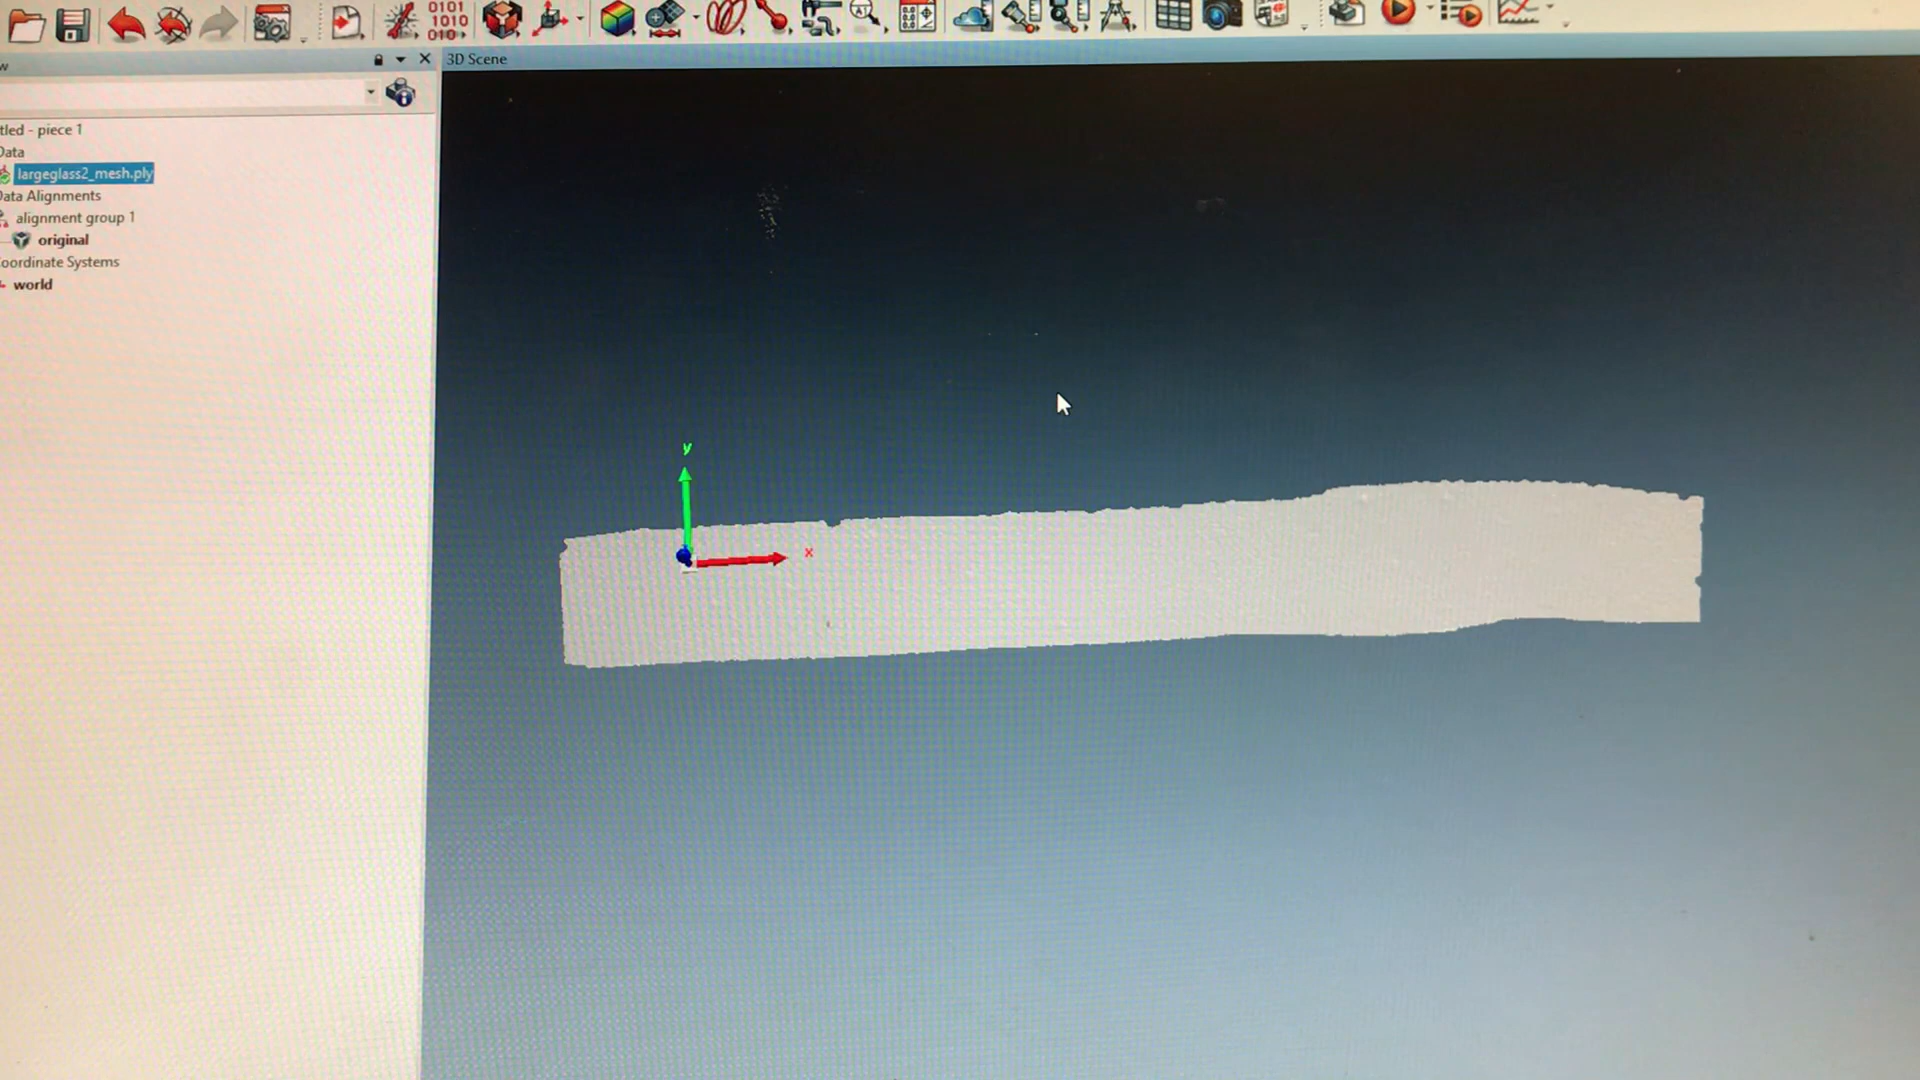 0101
1010
010
w
3D Scene
tled - piece 1
Data
largeglass2_mesh.ply
Data Alignments
alignment group 1
original
oordinate Systems
world
y
x